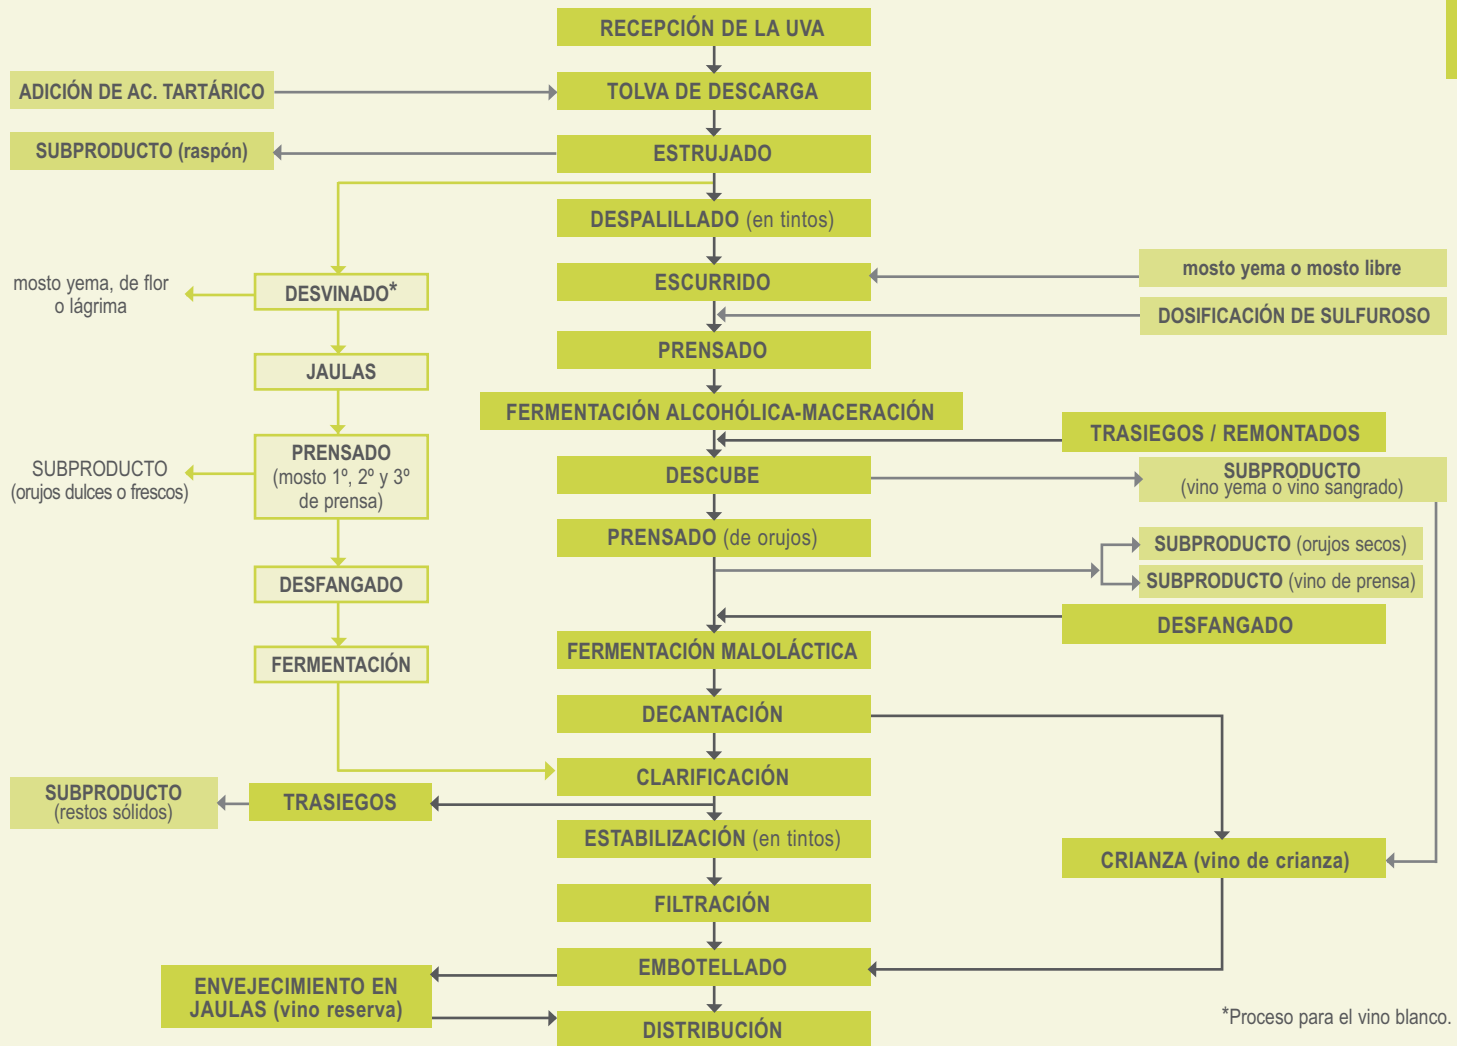 RECEPCIÓN DE LA UVA
ADICIÓN DE AC. TARTÁRICO
TOLVA DE DESCARGA
SUBPRODUCTO (raspón)
ESTRUJADO
DESPALILLADO (en tintos)
mosto yema, de flor
o lágrima
DESVINADO*
ESCURRIDO
mosto yema o mosto libre
DOSIFICACIÓN DE SULFUROSO
PRENSADO
JAULAS
FERMENTACIÓN ALCOHÓLICA-MACERACIÓN
TRASIEGOS / REMONTADOS
SUBPRODUCTO
(orujos dulces o frescos)
PRENSADO
(mosto 1º, 2º y 3º
de prensa)
DESCUBE
SUBPRODUCTO
(vino yema o vino sangrado)
PRENSADO (de orujos)
SUBPRODUCTO (orujos secos)
SUBPRODUCTO (vino de prensa)
DESFANGADO
DESFANGADO
FERMENTACIÓN
FERMENTACIÓN MALOLÁCTICA
DECANTACIÓN
CLARIFICACIÓN
SUBPRODUCTO
(restos sólidos)
TRASIEGOS
ESTABILIZACIÓN (en tintos)
CRIANZA (vino de crianza)
FILTRACIÓN
EMBOTELLADO
ENVEJECIMIENTO EN
JAULAS (vino reserva)
DISTRIBUCIÓN
*Proceso para el vino blanco.